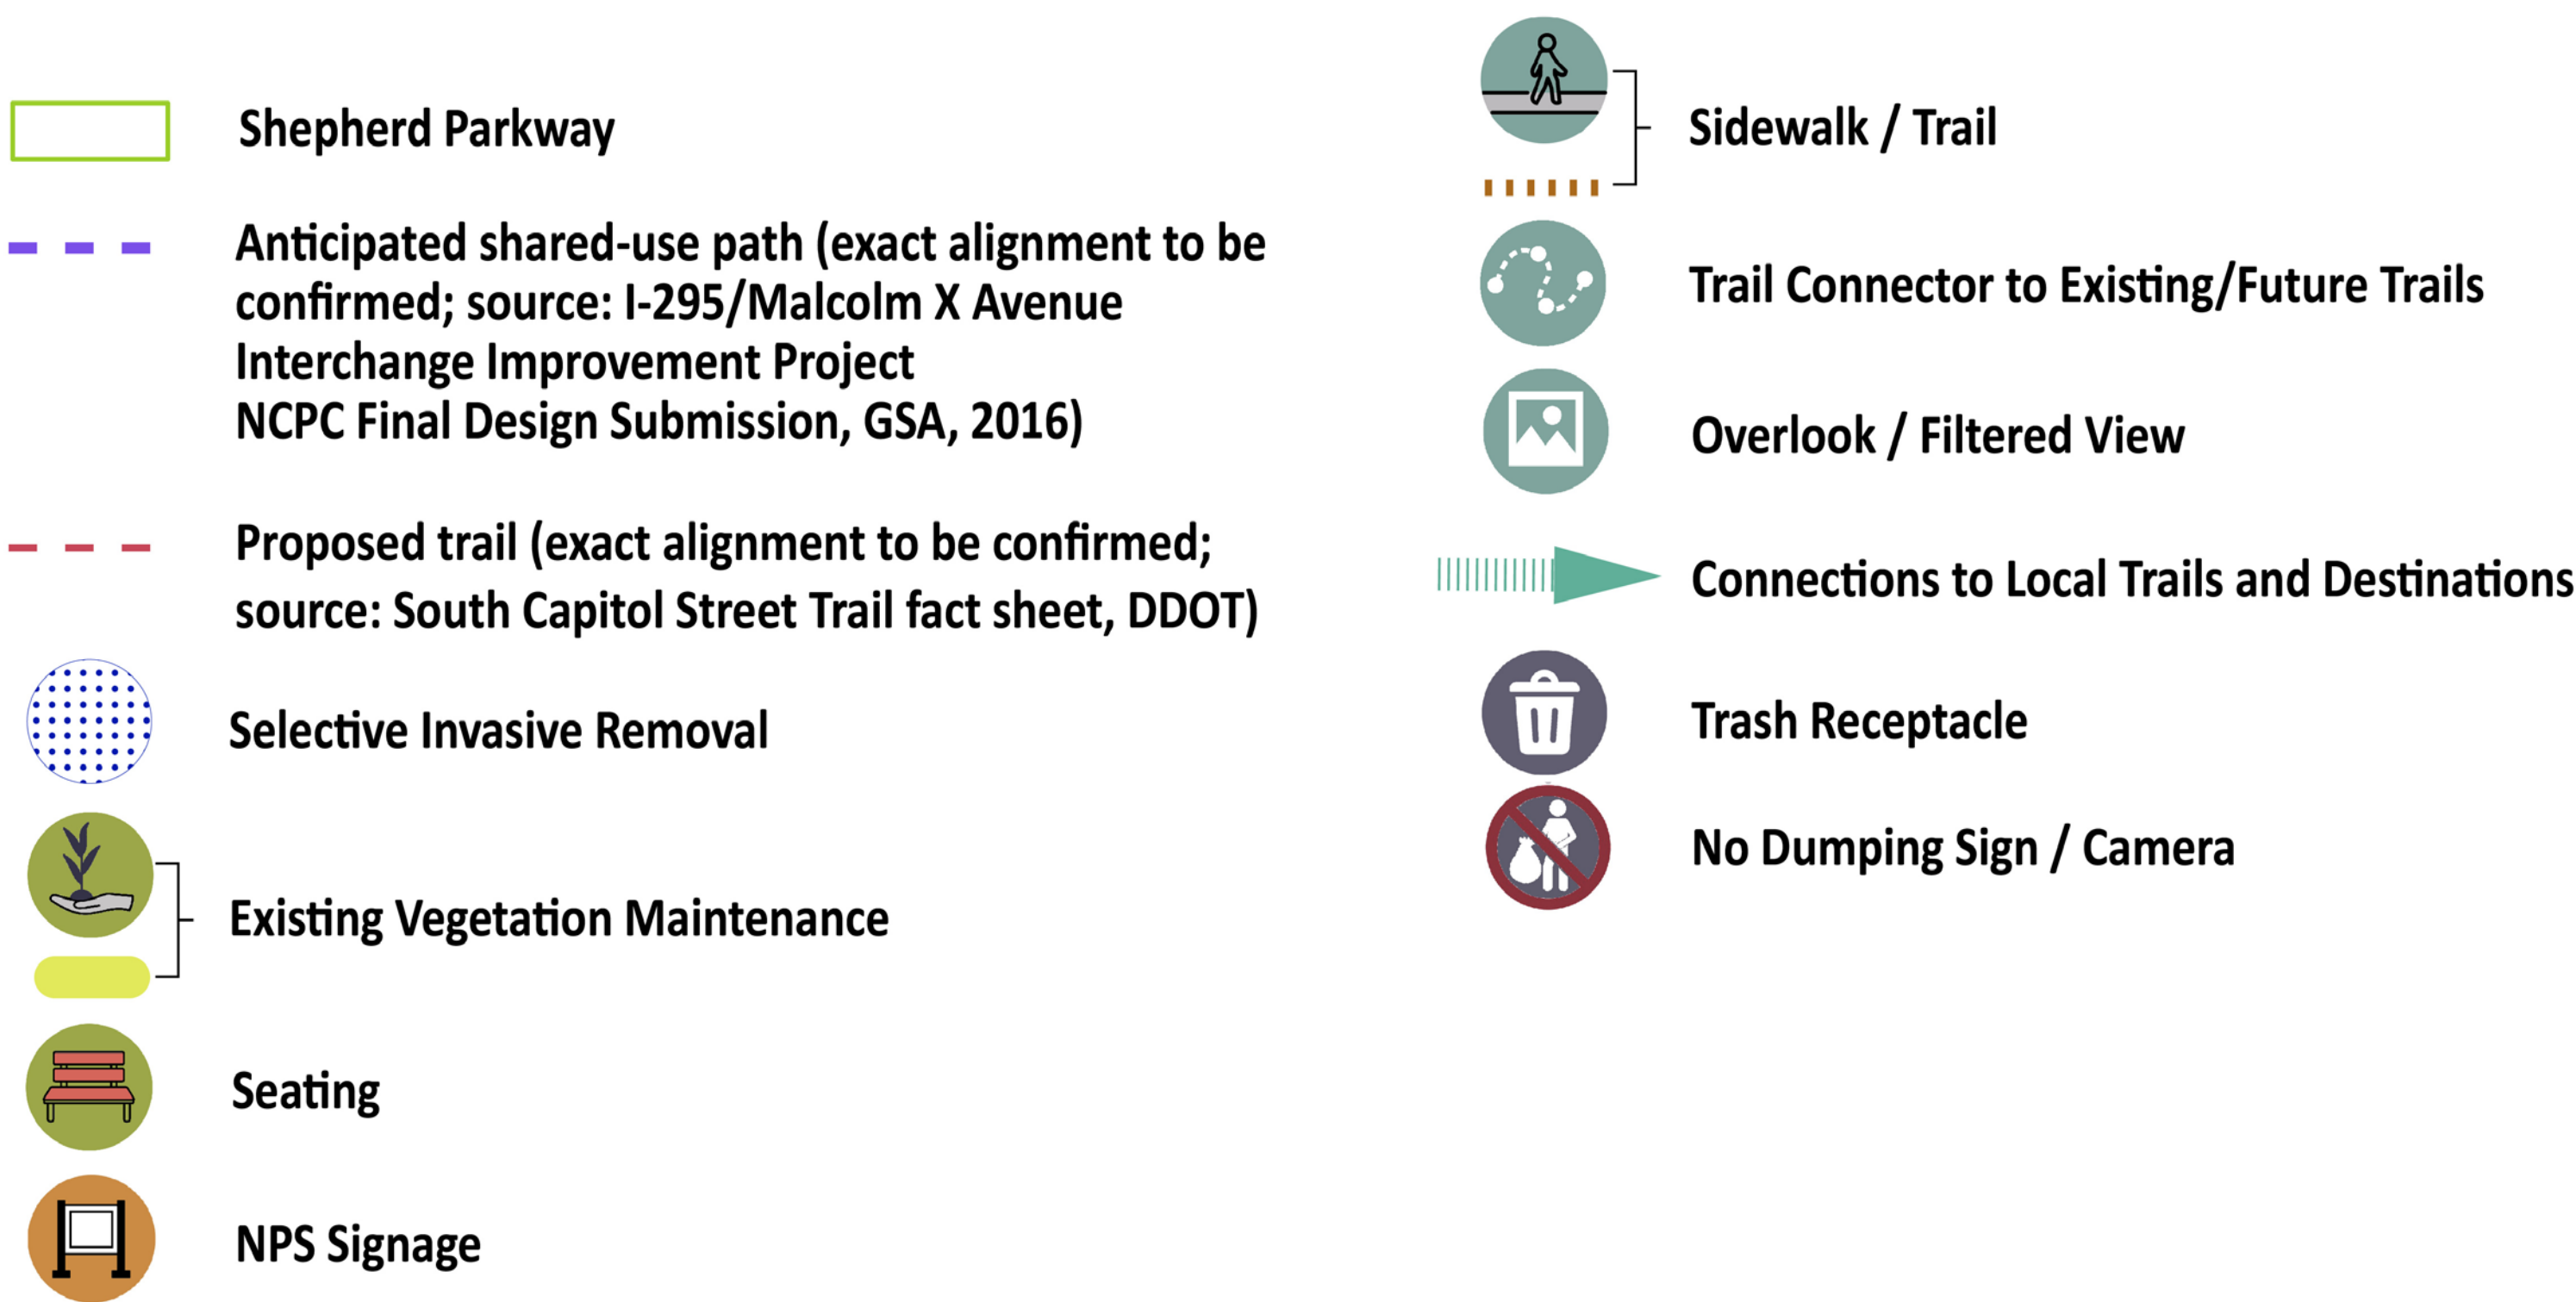 Shepherd Parkway
Anticipated shared-use path (exact alignment to be
confirmed; source: I-295/Malcolm X Avenue
Interchange Improvement Project
NCPC Final Design Submission, GSA, 2016)
Proposed trail (exact alignment to be confirmed;
source: South Capitol Street Trail fact sheet, DDOT)
Selective Invasive Removal
Existing Vegetation Maintenance
Seating
NPS Signage
Sidewalk / Trail
Trail Connector to Existing/Future Trails
Overlook / Filtered View
Connections to Local Trails and Destinations
Trash Receptacle
No Dumping Sign / Camera